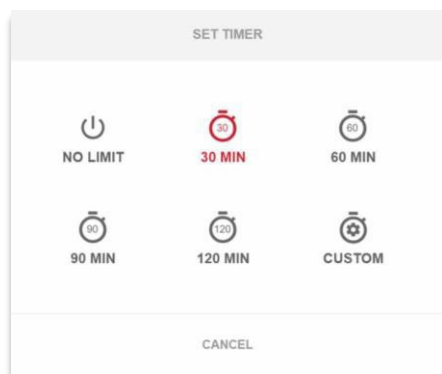 SET TIMER
NO LIMIT
30
30 MIN
60
60 MIN
90
90 MIN
120
120 MIN
CUSTOM
CANCEL